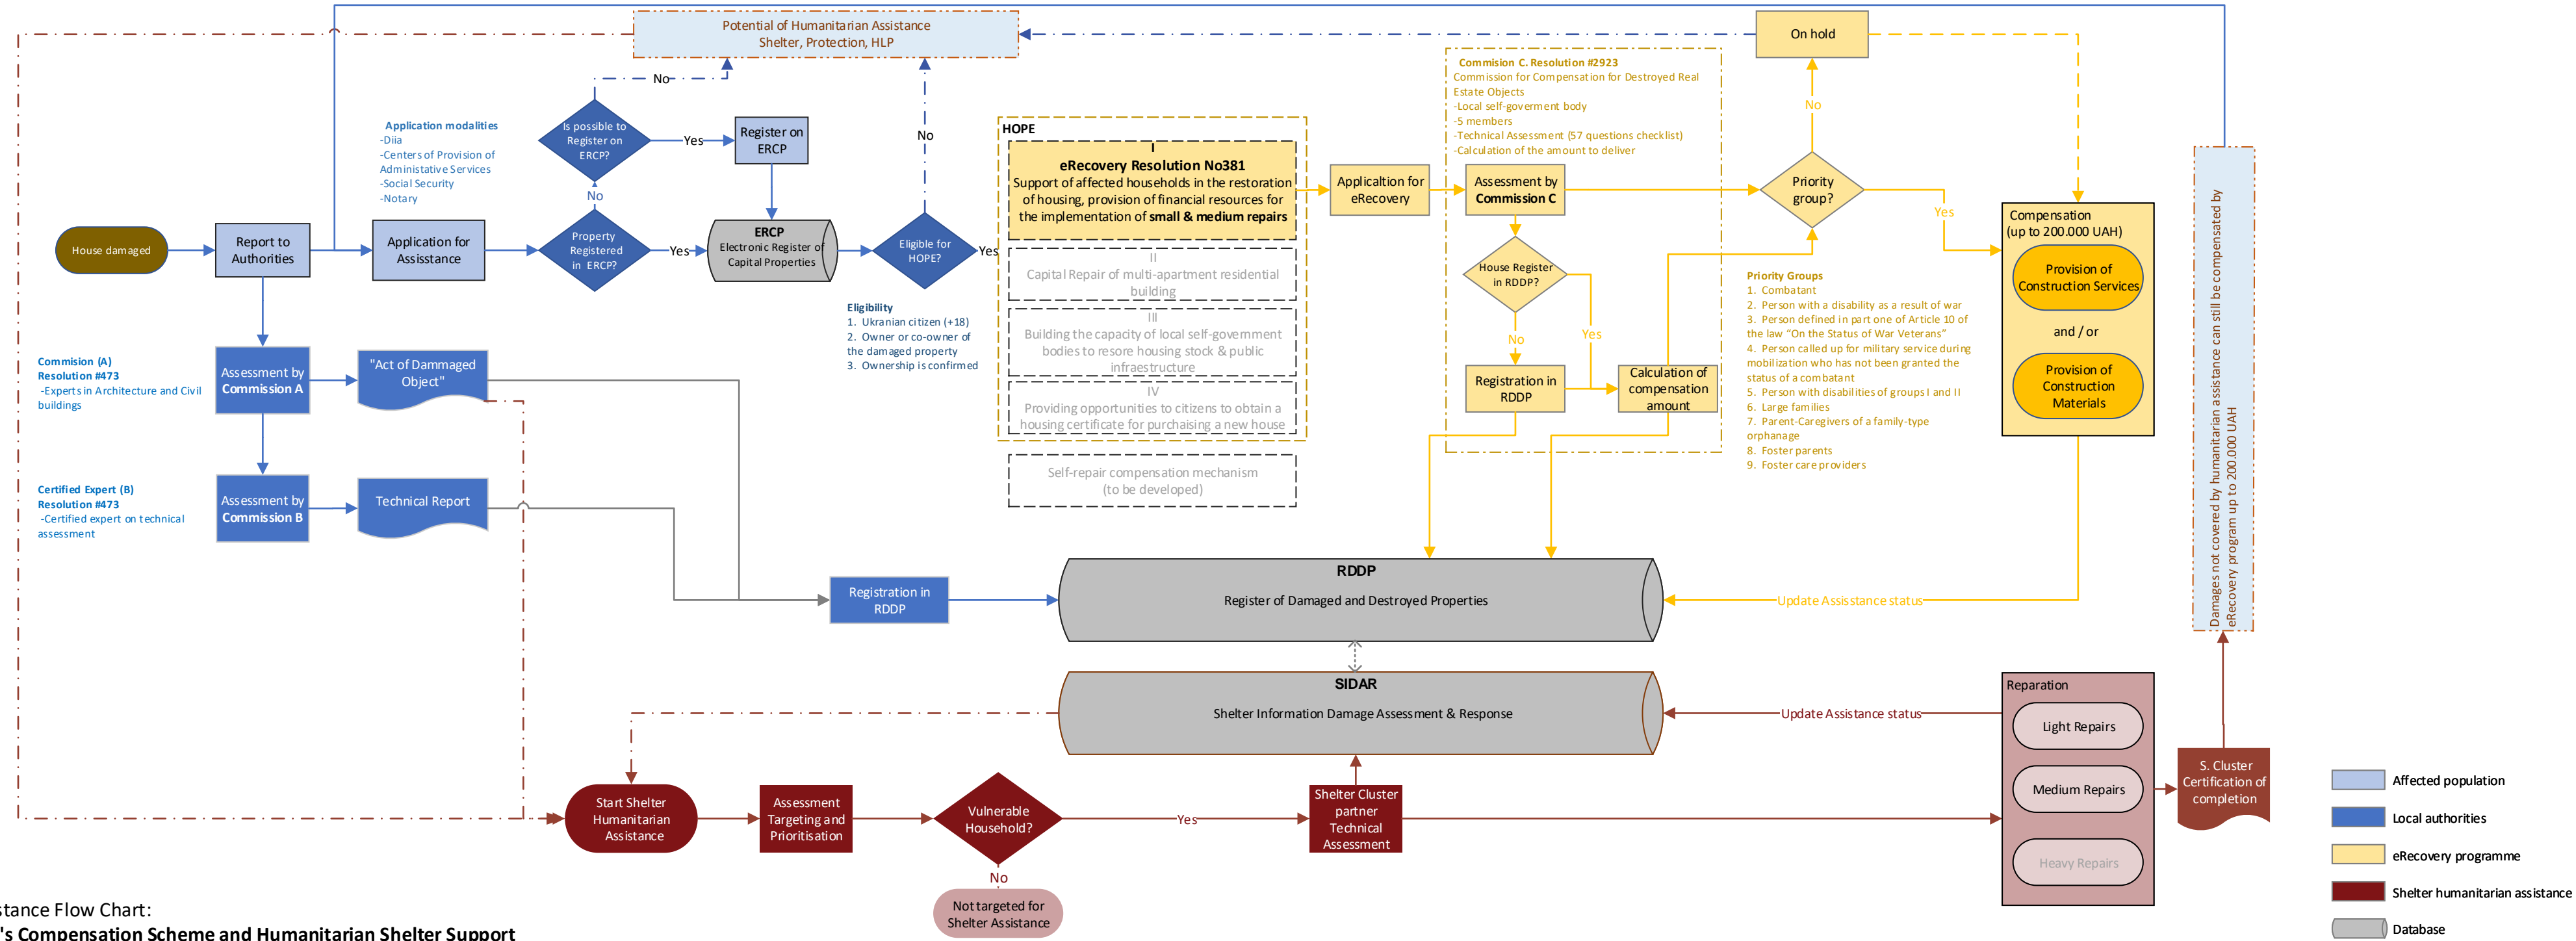 Potential of Humanitarian Assistance
Shelter, Protection, HLP
On hold
No
Application modalities
-Diia
-Centers of Provision of
Administative Services
-Social Security
-Notary
Is possible to
Register on
ERCP?
Yes
Register on
ERCP
No
No
House damaged
Report to
Authorities
Application for
Assisstance
Property
Registered
in ERCP?
Yes
ERCP
Electronic Register of
Capital Properties
Eligible for
HOPE?
Yes
No
Eligibility
1. Ukranian citizen (+18)
2. Owner or co-owner of
the damaged property
3. Ownership is confirmed
HOPE
I
eRecovery Resolution No381
Support of affected households in the restoration
of housing, provision of financial resources for
the implementation of small & medium repairs
II
Capital Repair of multi-apartment residential
building
III
Building the capacity of local self-government
bodies to resore housing stock & public
infraestructure
IV
Providing opportunities to citizens to obtain a
housing certificate for purchaising a new house
Self-repair compensation mechanism
(to be developed)
Applicaltion for
eRecovery
Commision C. Resolution #2923
Commission for Compensation for Destroyed Real
Estate Objects
-Local self-goverment body
-5 members
-Technical Assessment (57 questions checklist)
-Calculation of the amount to deliver
Assessment by
Commission C
House Register
in RDDP?
No
Yes
Registration in
RDDP
Calculation of
compensation
amount
Priority
group?
No
Yes
Priority Groups
1. Combatant
2. Person with a disability as a result of war
3. Person defined in part one of Article 10 of
the law "On the Status of War Veterans"
4. Person called up for military service during
mobilization who has not been granted the
status of a combatant
5. Person with disabilities of groups I and II
6. Large families
7. Parent-Caregivers of a family-type
orphanage
8. Foster parents
9. Foster care providers
Compensation
(up to 200.000 UAH)
Provision of
Construction Services
and / or
Provision of
Construction
Materials
Damages not covered by humanitarian assistance can still be compensated by
eRecovery program up to 200.000 UAH
Commision (A)
Resolution #473
-Experts in Architecture and Civil
buildings
Assessment by
Commission A
"Act of Dammaged
Object"
Certified Expert (B)
Resolution #473
-Certified expert on technical
assessment
Assessment by
Commission B
Technical Report
Registration in
RDDP
RDDP
Register of Damaged and Destroyed Properties
Update Assisstance status
SIDAR
Shelter Information Damage Assessment & Response
Update Assistance status
Start Shelter
Humanitarian
Assistance
Assessment
Targeting and
Prioritisation
Vulnerable
Household?
Yes
No
Not targeted for
Shelter Assistance
Shelter Cluster
partner
Technical
Assessment
Reparation
Light Repairs
Medium Repairs
Heavy Repairs
S. Cluster
Certification of
completion
Affected population
Local authorities
eRecovery programme
Shelter humanitarian assistance
Database
stance Flow Chart:
's Compensation Scheme and Humanitarian Shelter Support